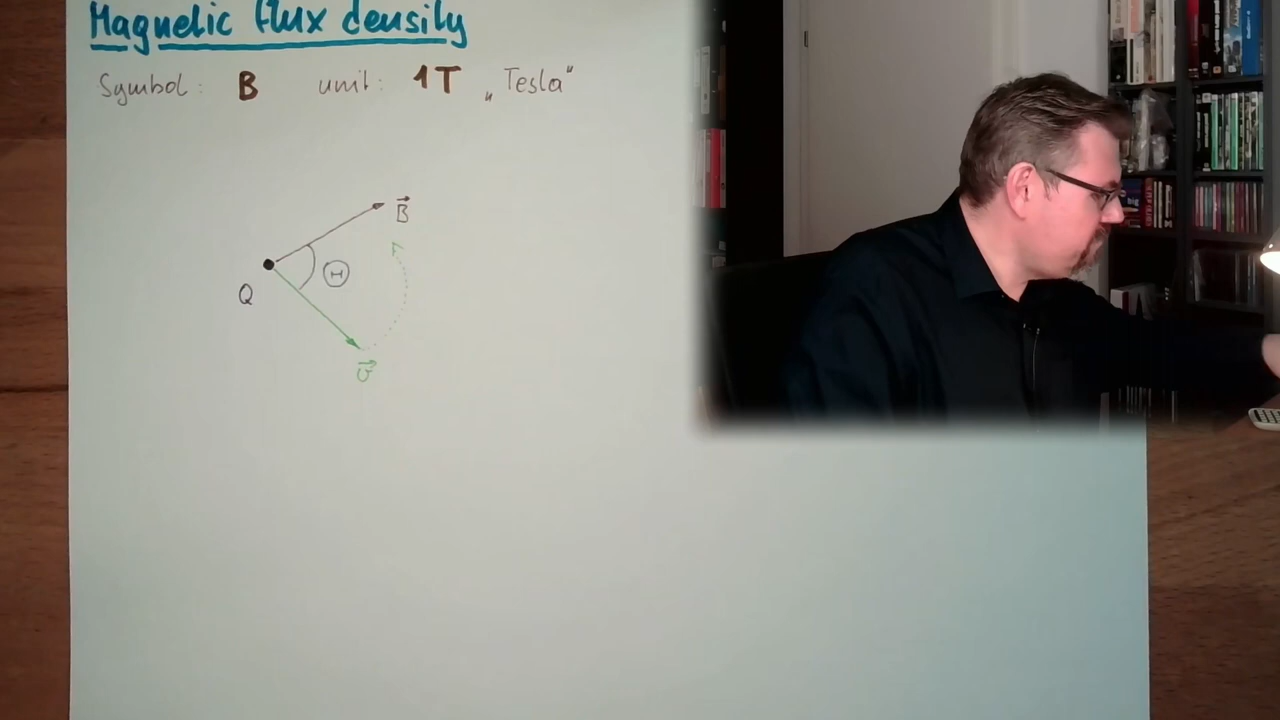 Magnetic flux density
Symbol: B unit: 1T „Tesla“
B⃗
Θ
Q
v⃗